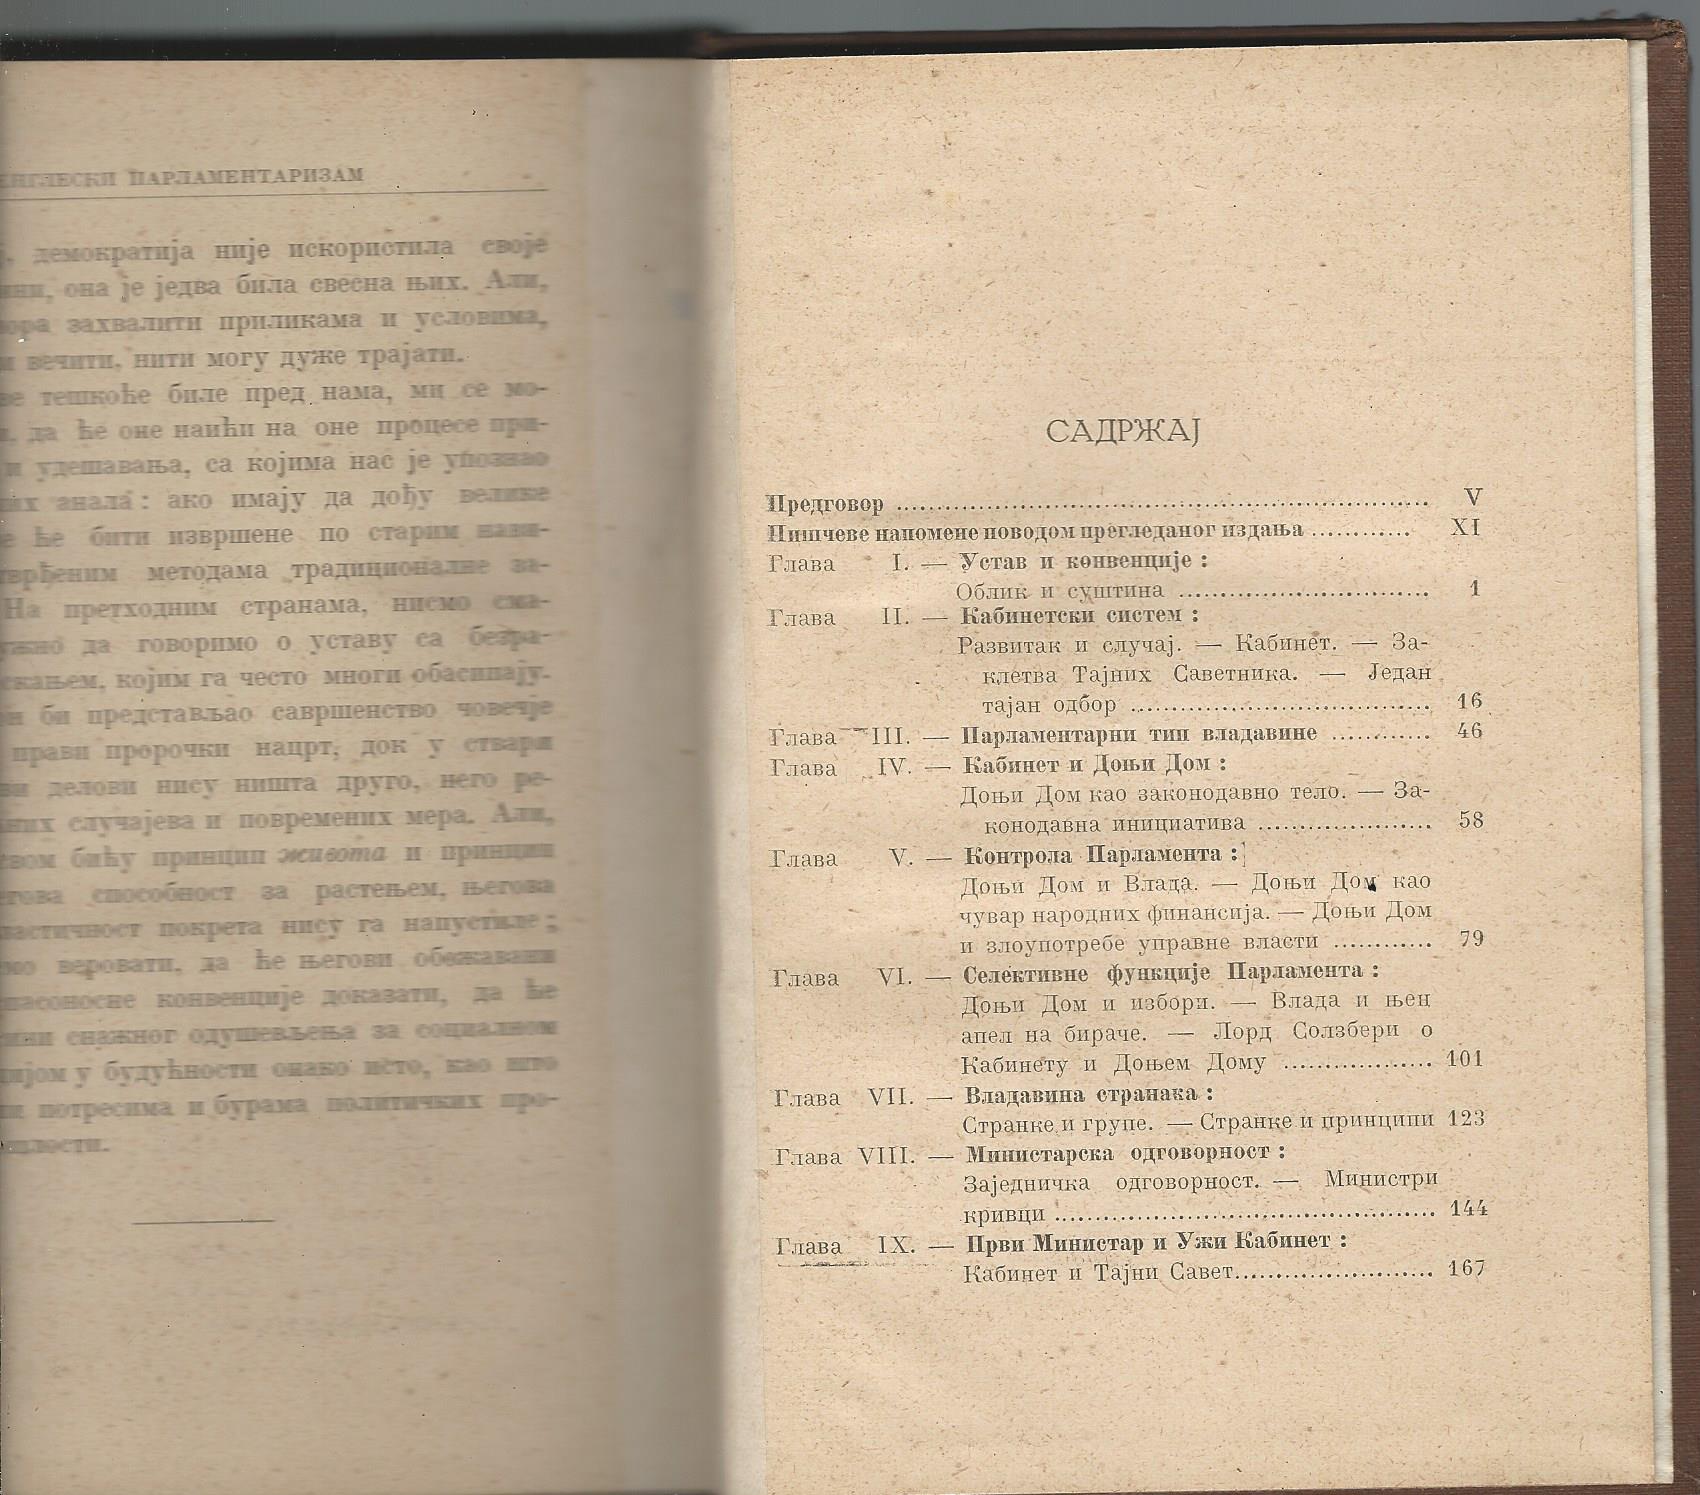 ЕНГЛЕСКИ ПАРЛАМЕНТАРИЗАМ
демократија није искористила своје
она је једва била свесна њих. Али,
захвалити приликама и условима,
вечити, нити могу дуже трајати.
тешкоће биле пред нама, ми се мо-
да ће оне наићи на оне процесе при-
и удешавања, са којима нас је упознао
анала: ако имају да дођу велике
ће бити извршене по старим нави-
методама традиционалне за-
На претходним странама, нисмо сма-
да говоримо о уставу са безра-
којим га често многи обасипају.
би представљао савршенство човечје
прави пророчки нацрт, док у ствари
делови нису ништа друго, него ре-
случајева и повремених мера. Али,
бићу принцип живота и принцип
способност за растењем, његова
покрета нису га напустиле;
веровати, да ће његови обожавани
спасоносне конвенције доказати, да ће
снажног одушевљења за социалном
у будућности онако исто, као што
потресима и бурама политичких про-
шлости.
САДРЖАЈ
Предговор ........ V
Пишчеве напомене поводом прегледаног издања ........ XI
Глава I. — Устав и конвенције :
Облик и суштина ........ 1
Глава II. — Кабинетски систем :
Развитак и случај. — Кабинет. — За-
клетва Тајних Саветника. — Један
тајан одбор ........ 16
Глава III. — Парламентарни тип владавине ........ 46
Глава IV. — Кабинет и Доњи Дом :
Доњи Дом као законодавно тело. — За-
конодавна инициатива ........ 58
Глава V. — Контрола Парламента :
Доњи Дом и Влада. — Доњи Дом као
чувар народних финансија. — Доњи Дом
и злоупотребе управне власти ........ 79
Глава VI. — Селективне функције Парламента :
Доњи Дом и избори. — Влада и њен
апел на бираче. — Лорд Солзбери о
Кабинету и Доњем Дому ........ 101
Глава VII. — Владавина странака :
Странке и групе. — Странке и принципи 123
Глава VIII. — Министарска одговорност :
Заједничка одговорност. — Министри
кривци ........ 144
Глава IX. — Први Министар и Ужи Кабинет :
Кабинет и Тајни Савет........ 167